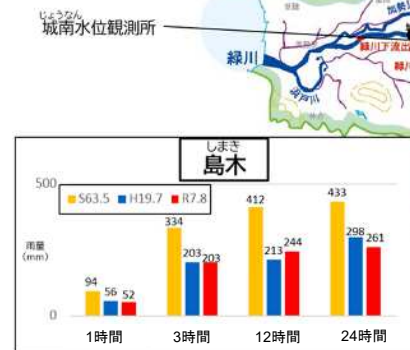 じょうなん
城南水位観測所
加勢
緑川
緑川下流出
緑川
しまき
島木
500
S63.5 H19.7 R7.8
雨量
(mm)
0
94 56 52
334 203 203
412 213 244
433 298 261
1時間 3時間 12時間 24時間